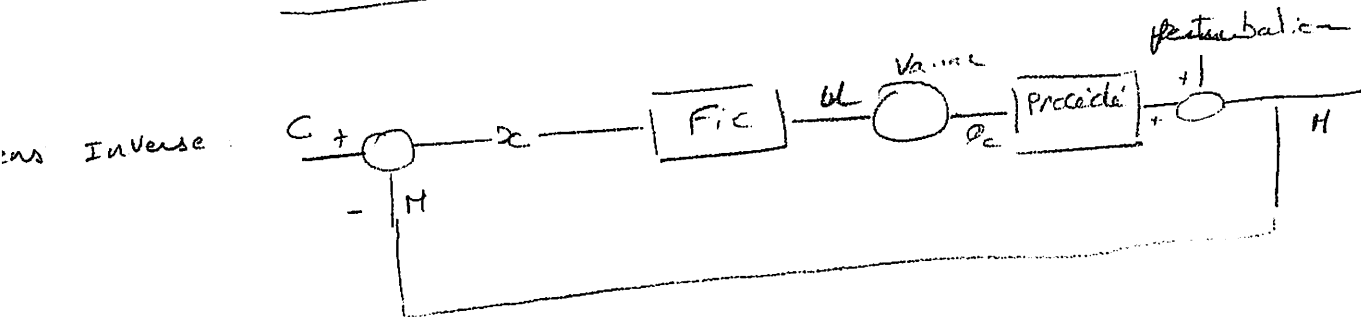 perturbation
Vanne
+
ens Inverse C + x Fic Procédé +
Qc M
- M